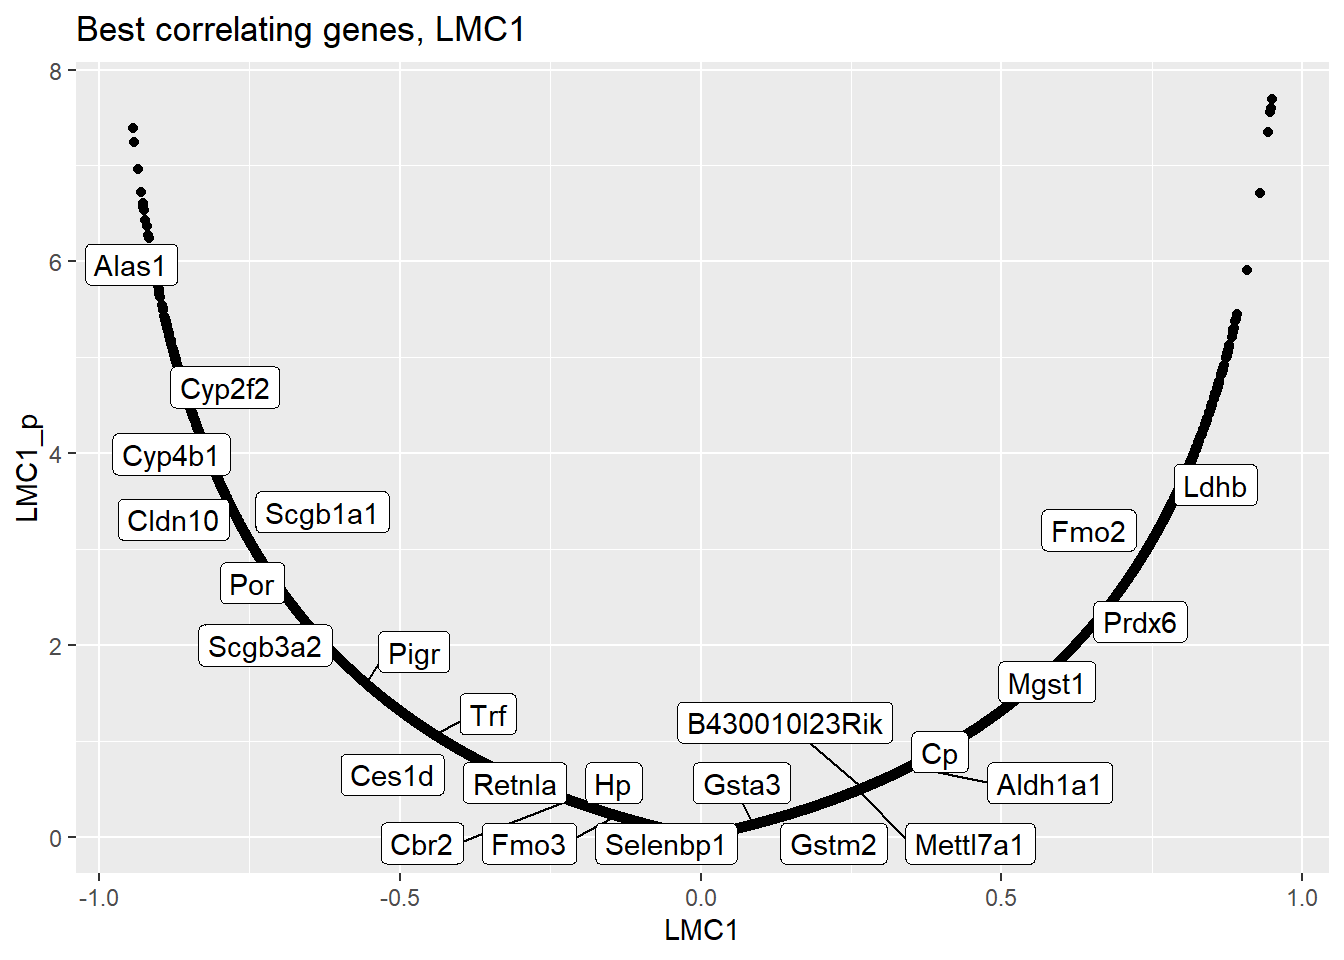 Best correlating genes, LMC1
8
6
4
2
0
LMC1_p
Alas1
Cyp2f2
Cyp4b1
Cldn10
Scgb1a1
Por
Scgb3a2
Pigr
Trf
Ces1d
Retnla
Hp
Cbr2
Fmo3
Selenbp1
Gsta3
B430010I23Rik
Gstm2
Mettl7a1
Cp
Aldh1a1
Mgst1
Prdx6
Fmo2
Ldhb
-1.0
-0.5
0.0
0.5
1.0
LMC1